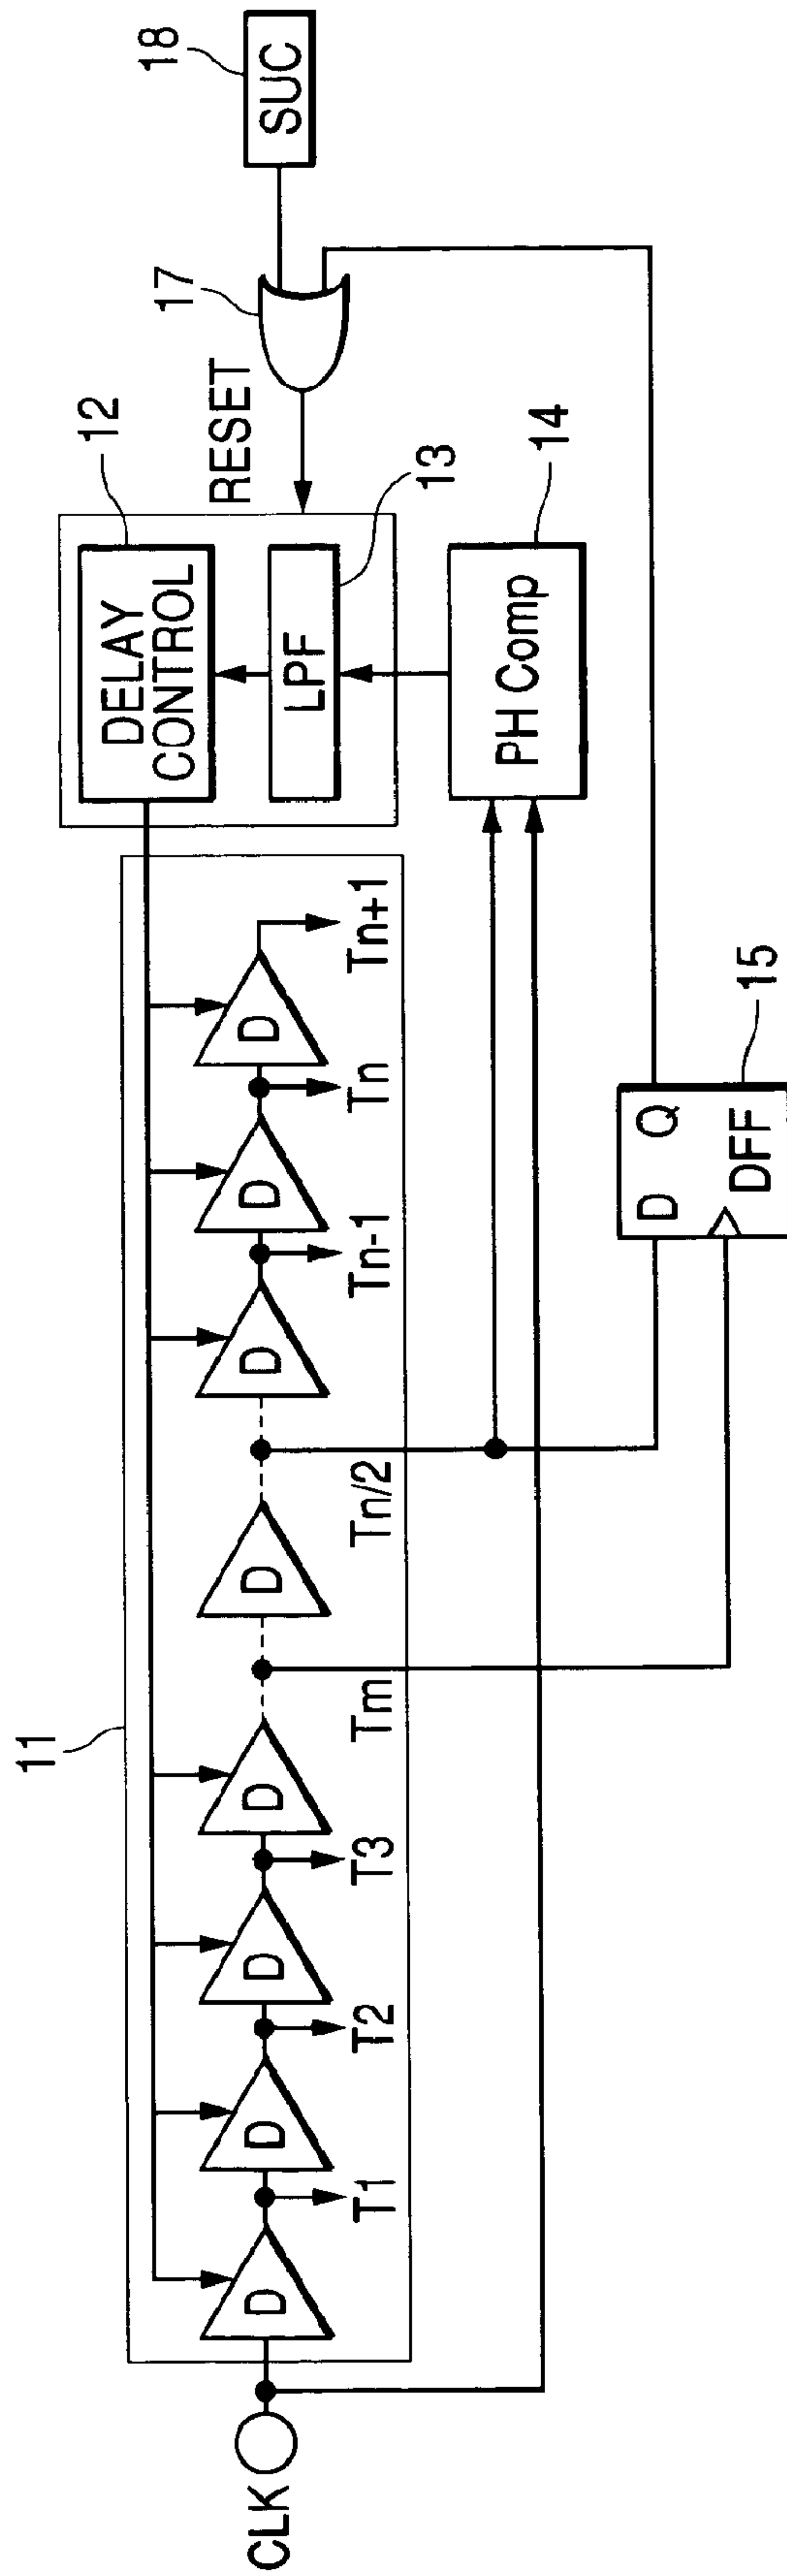 18
SUC
17
12
RESET
DELAY
CONTROL
13
LPF
14
PH Comp
11
D
D
D
D
D
D
D
D
T1
T2
T3
Tm
Tn/2
Tn-1
Tn
Tn+1
CLK
15
D
Q
DFF